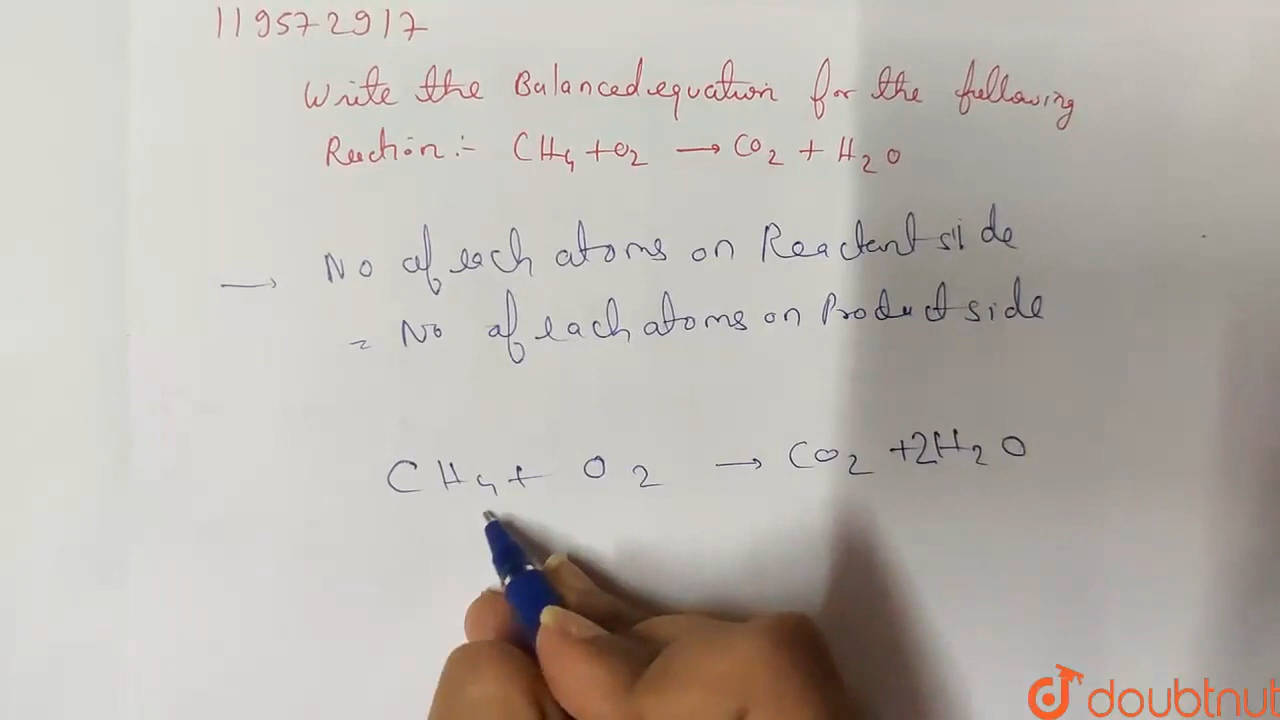 119572917
Write the Balanced equation for the following
Rection :- CH4 + O2 → CO2 + H2O
→ No of each atoms on Reactant side
= No of each atoms on Product side
CH4 + O2 → CO2 + 2H2O
doubtnut